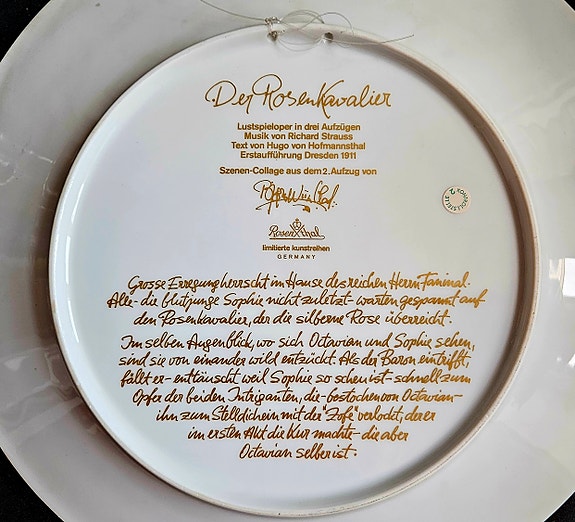 Der Rosenkavalier
Lustspieloper in drei Aufzügen
Musik von Richard Strauss
Text von Hugo von Hofmannsthal
Erstaufführung Dresden 1911
Szenen-Collage aus dem 2. Aufzug von
Rosenthal
limitierte kunstreihen
GERMANY
Grosse Erregung herrscht im Hause des reichen Herrn Faninal.
Alle - die blutjunge Sophie nicht zuletzt - warten gespannt auf
den Rosenkavalier, der die silberne Rose überreicht.
Im selben Augenblick, wo sich Octavian und Sophie sehen,
sind sie von einander wild entzückt. Als der Baron eintrifft,
fällt er - enttäuscht weil Sophie so scheu ist - schnell zum
Opfer der beiden Intriganten, die - bestochen von Octavian -
ihn zum Stelldichein mit der "Zofe" verlockt, der er
im ersten Akt die Kur machte - die aber
Octavian selber ist.